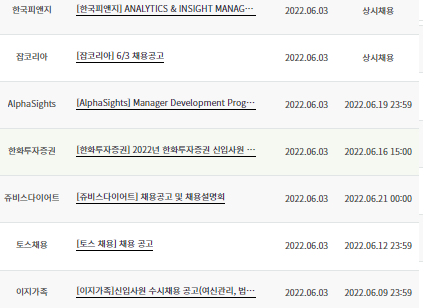 한국피앤지 [한국피앤지] ANALYTICS & INSIGHT MANAG… 2022.06.03 상시채용
잡코리아 [잡코리아] 6/3 채용공고 2022.06.03 상시채용
AlphaSights [AlphaSights] Manager Development Prog… 2022.06.03 2022.06.19 23:59
한화투자증권 [한화투자증권] 2022년 한화투자증권 신입사원 … 2022.06.03 2022.06.16 15:00
쥬비스다이어트 [쥬비스다이어트] 채용공고 및 채용설명회 2022.06.03 2022.06.21 00:00
토스채용 [토스 채용] 채용 공고 2022.06.03 2022.06.12 23:59
이지가족 [이지가족]신입사원 수시채용 공고(여신관리, 법… 2022.06.03 2022.06.09 23:59